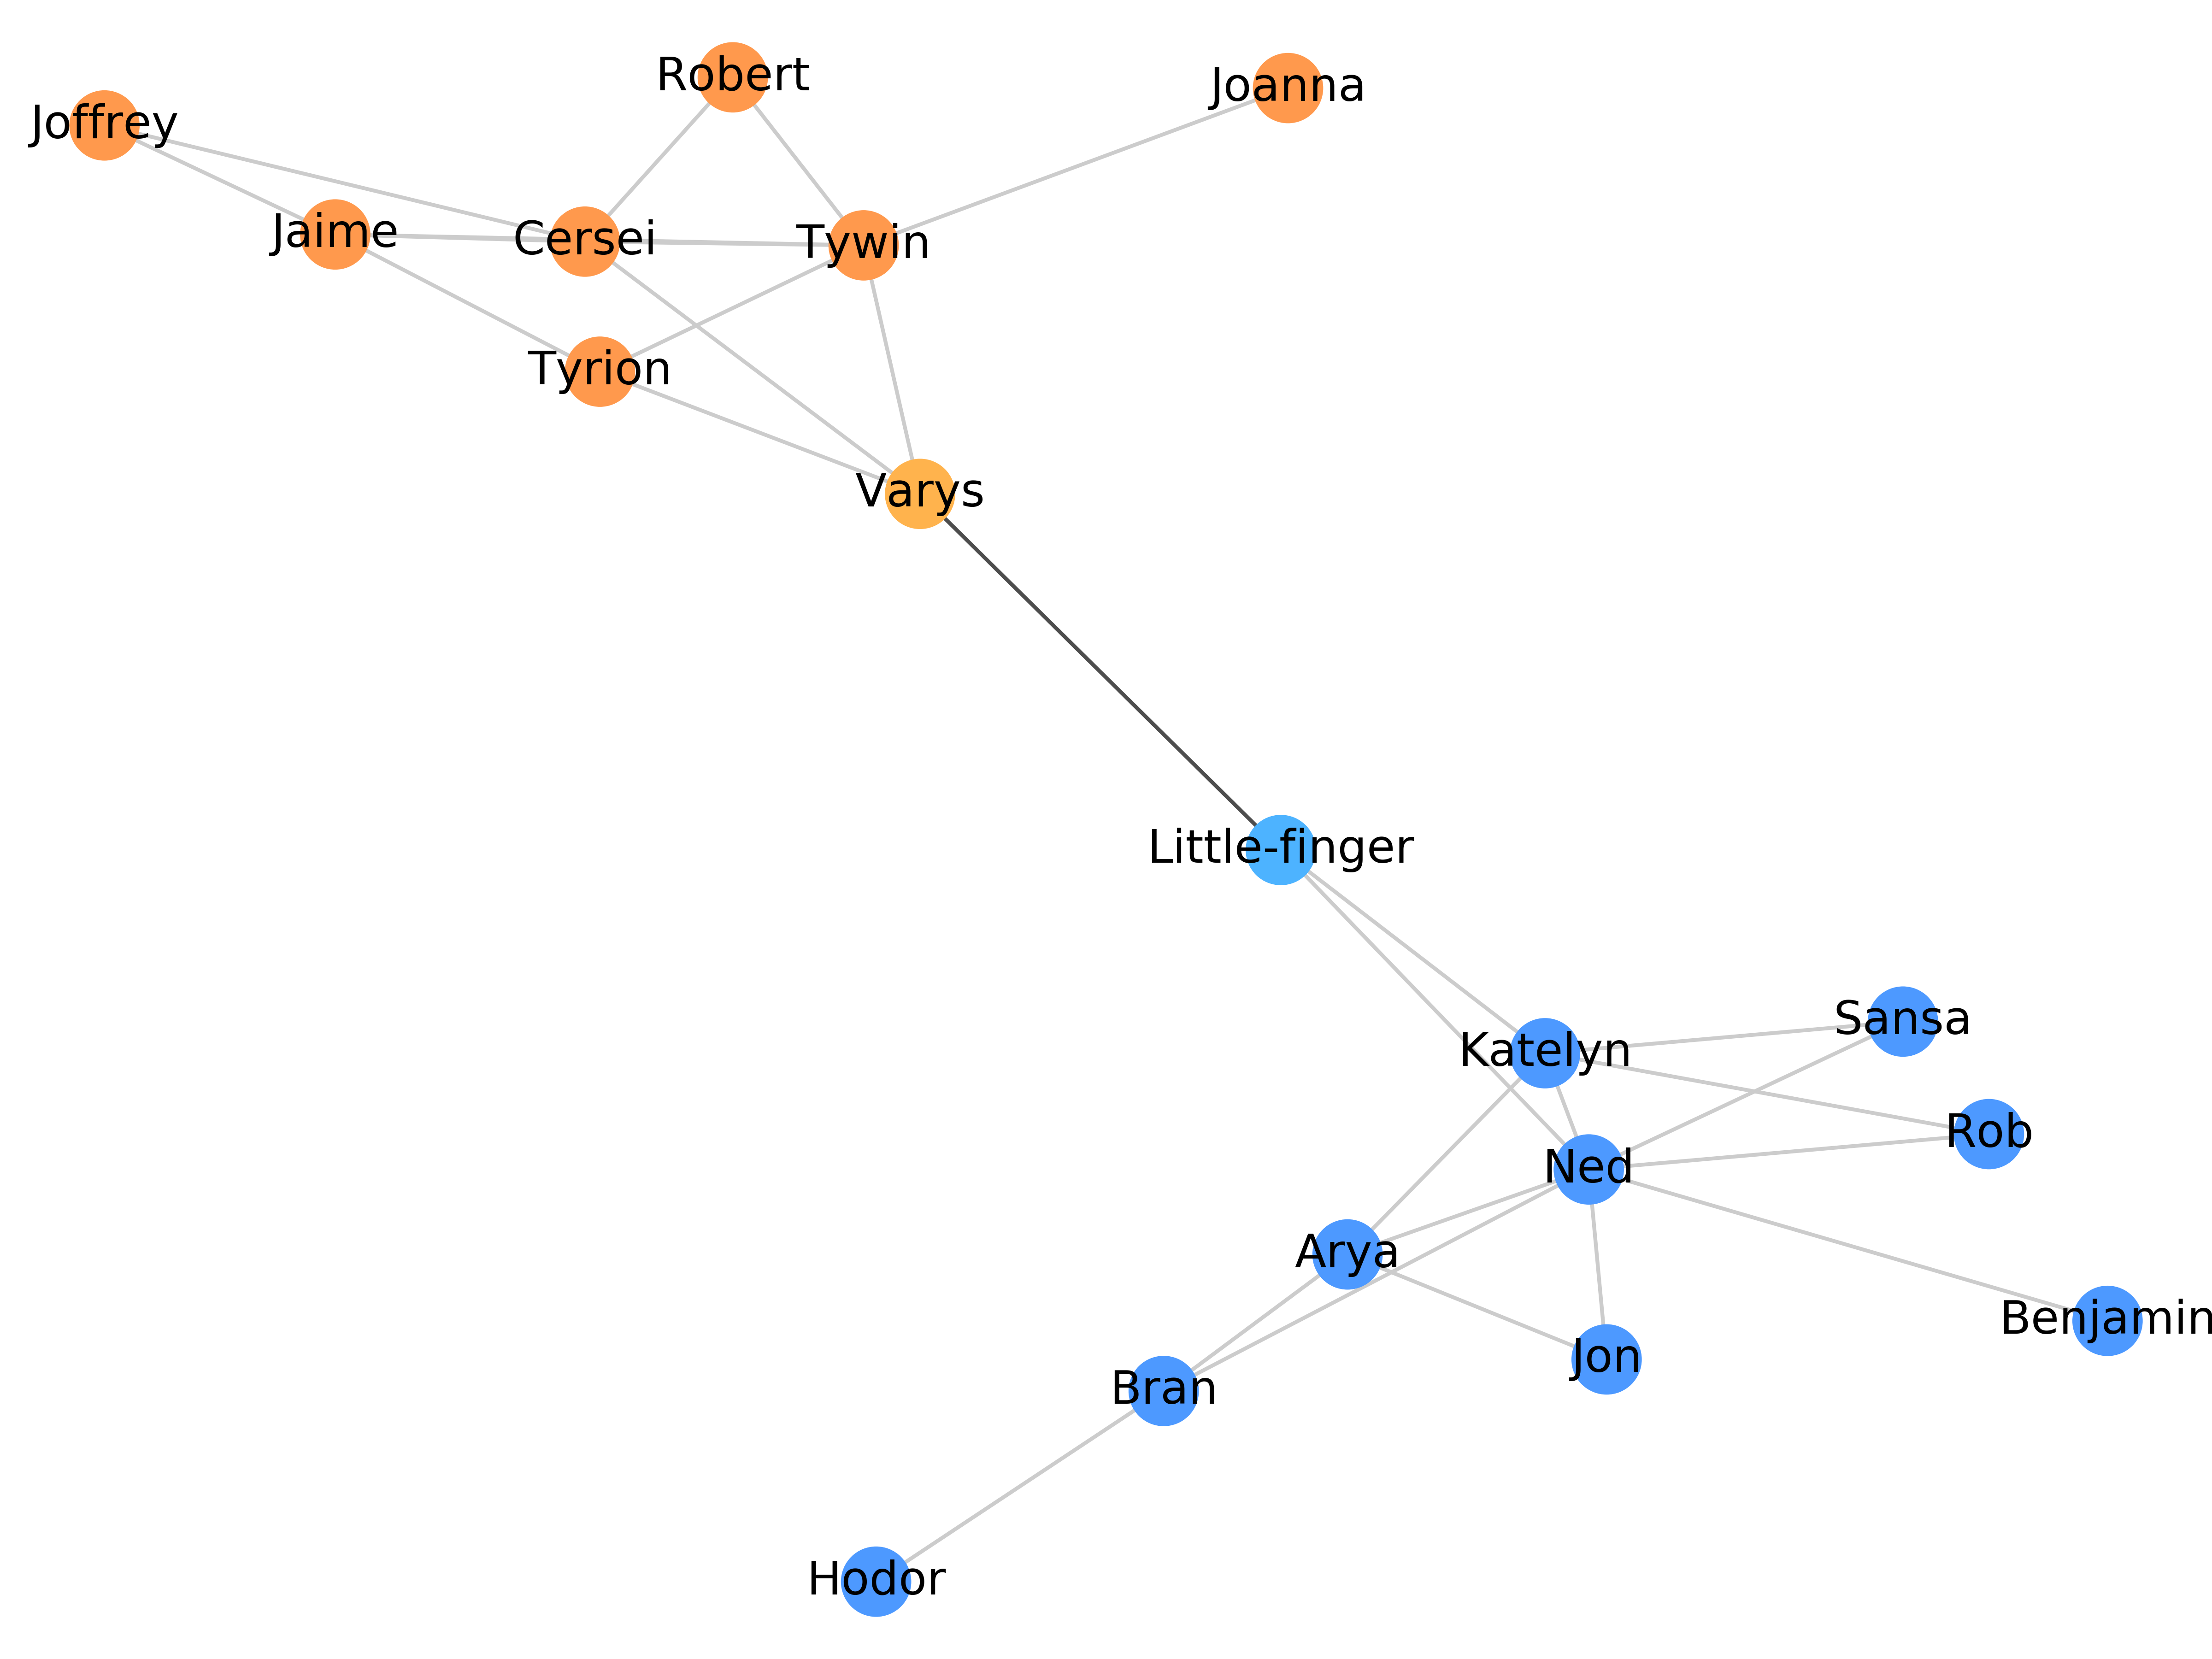 Robert
Joanna
Joffrey
Jaime
Cersei
Tywin
Tyrion
Varys
Little-finger
Sansa
Katelyn
Rob
Ned
Arya
Benjamin
Jon
Bran
Hodor